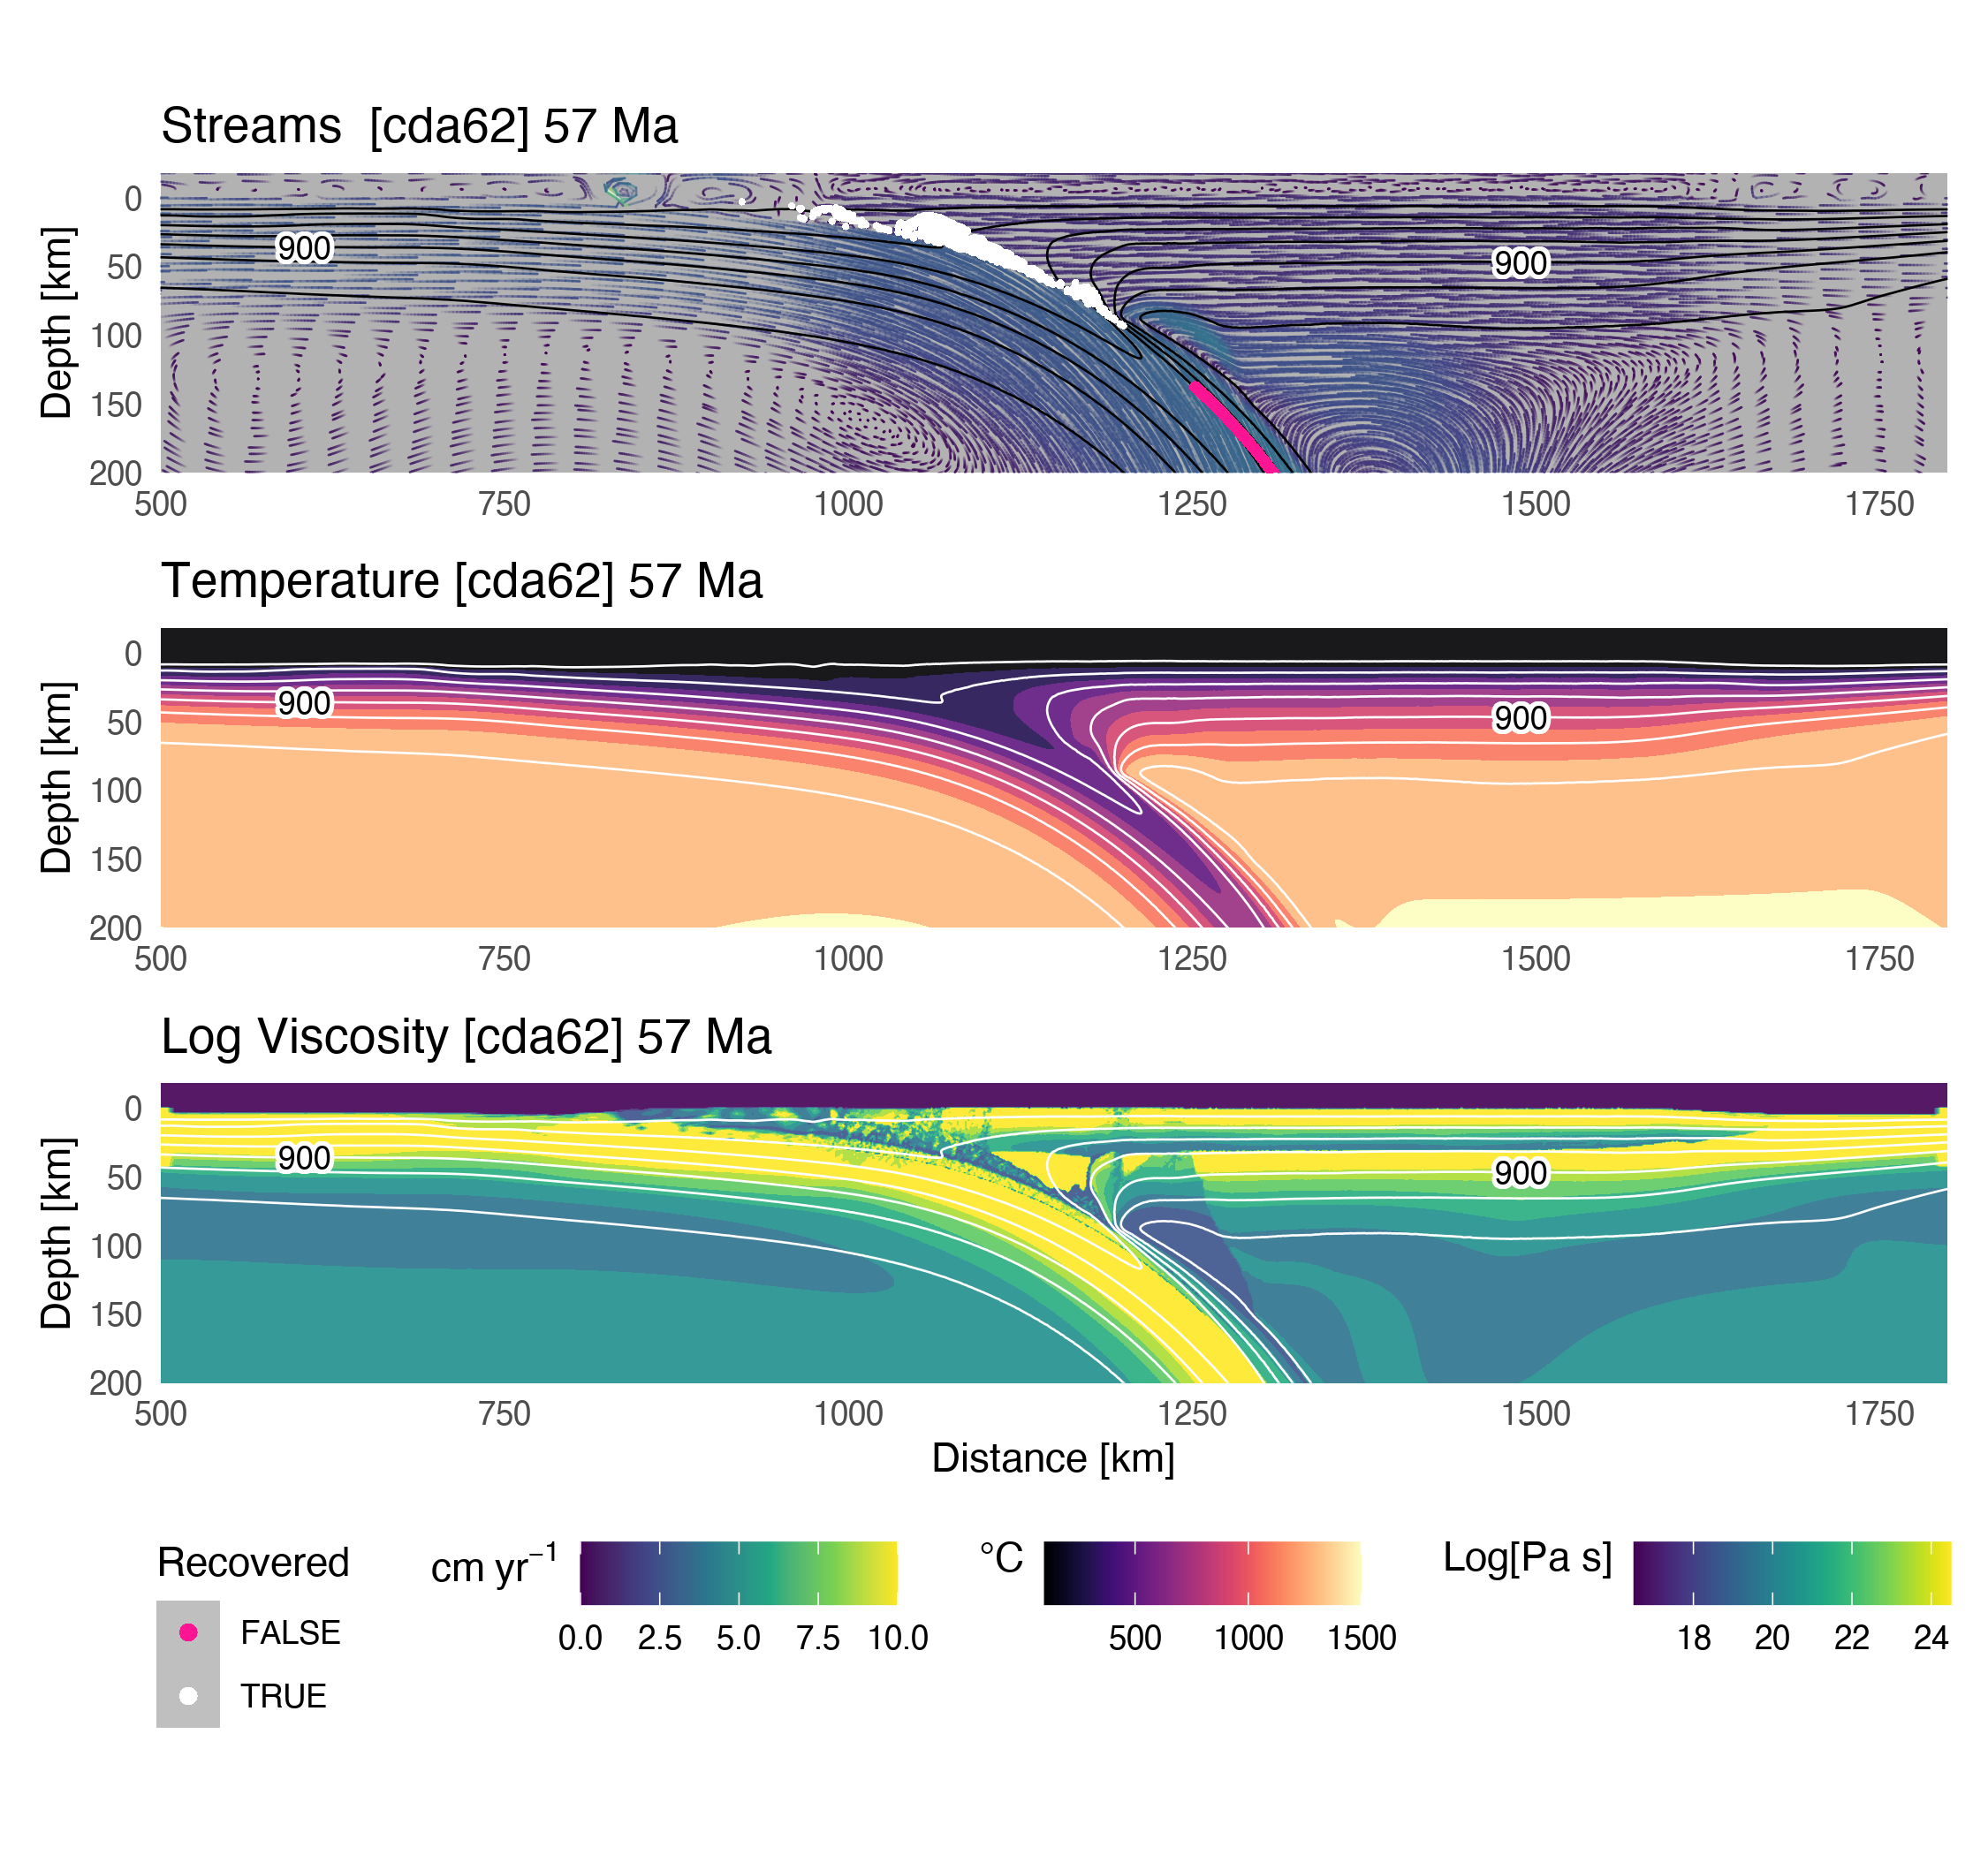 Streams  [cda62] 57 Ma
Depth [km]
0
50
100
150
200
900
900
500 750 1000 1250 1500 1750
Temperature [cda62] 57 Ma
Depth [km]
0
50
100
150
200
900
900
500 750 1000 1250 1500 1750
Log Viscosity [cda62] 57 Ma
Depth [km]
0
50
100
150
200
900
900
500 750 1000 1250 1500 1750
Distance [km]
Recovered
FALSE
TRUE
cm yr⁻¹
0.0 2.5 5.0 7.5 10.0
°C
500 1000 1500
Log[Pa s]
18 20 22 24